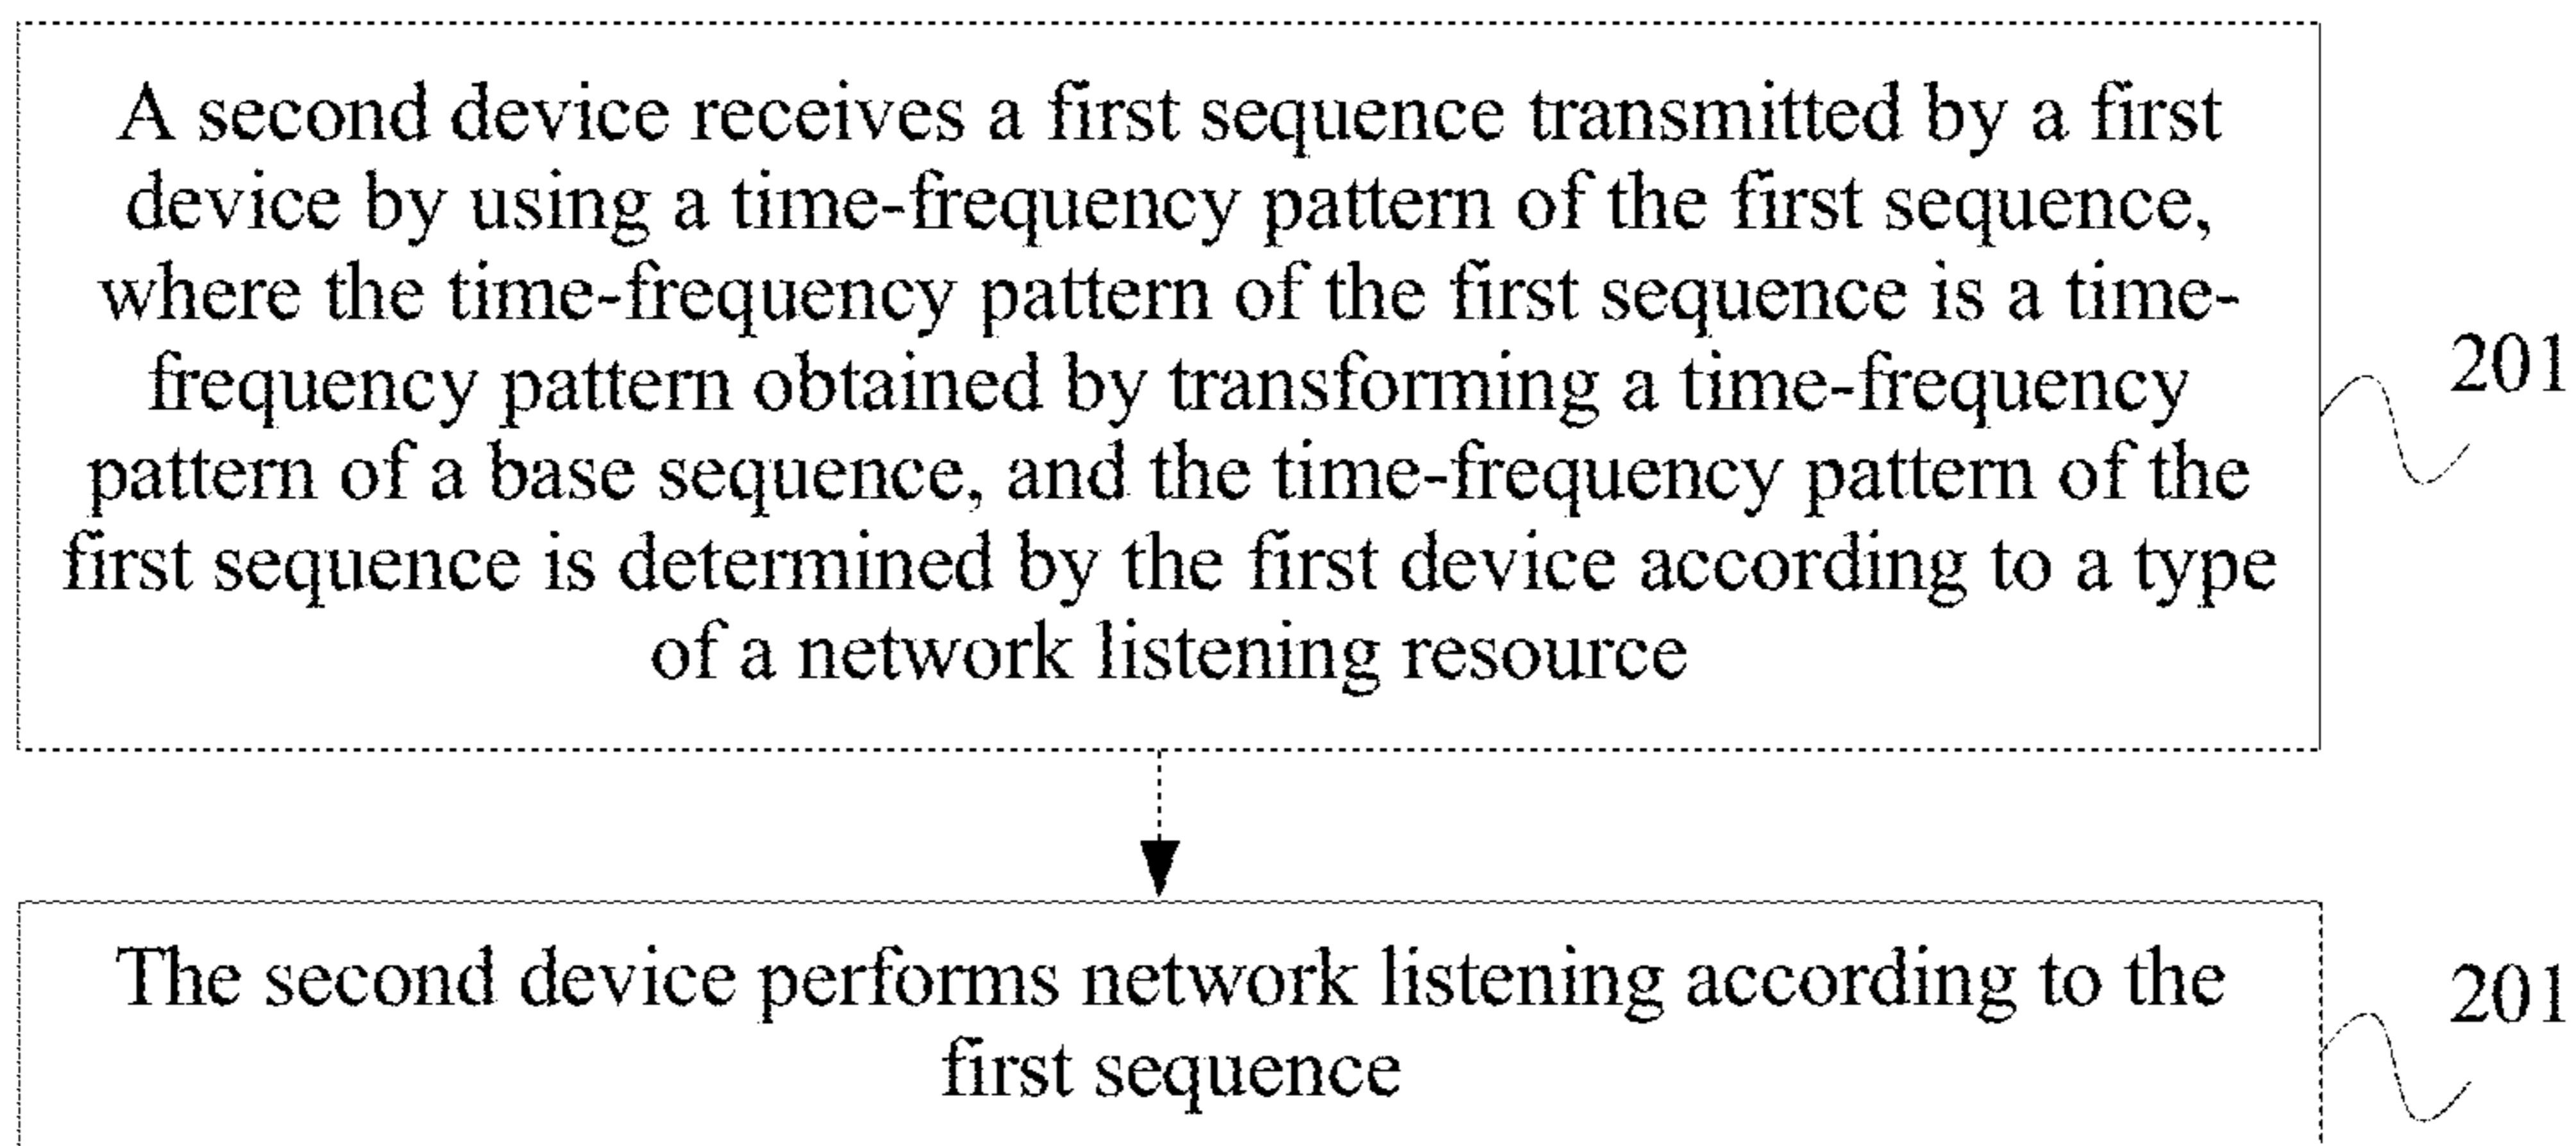 A second device receives a first sequence transmitted by a first
device by using a time-frequency pattern of the first sequence,
where the time-frequency pattern of the first sequence is a time-
frequency pattern obtained by transforming a time-frequency
201
pattern of a base sequence, and the time-frequency pattern of the
first sequence is determined by the first device according to a type
of a network listening resource
The second device performs network listening according to the
201
first sequence